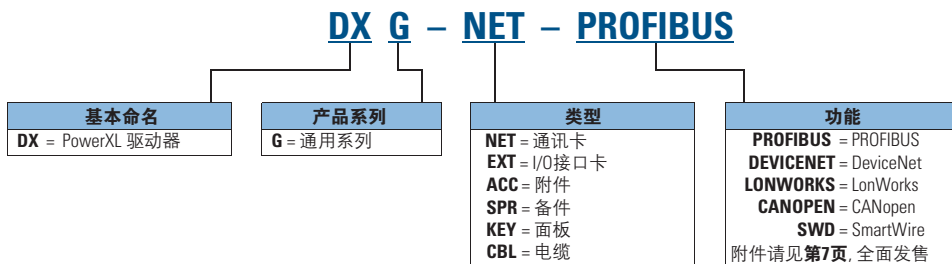 DX G – NET – PROFIBUS
基本命名
DX = PowerXL 驱动器
产品系列
G = 通用系列
类型
NET = 通讯卡
EXT = I/O接口卡
ACC = 附件
SPR = 备件
KEY = 面板
CBL = 电缆
功能
PROFIBUS = PROFIBUS
DEVICENET = DeviceNet
LONWORKS = LonWorks
CANOPEN = CANopen
SWD = SmartWire
附件请见第7页, 全面发售